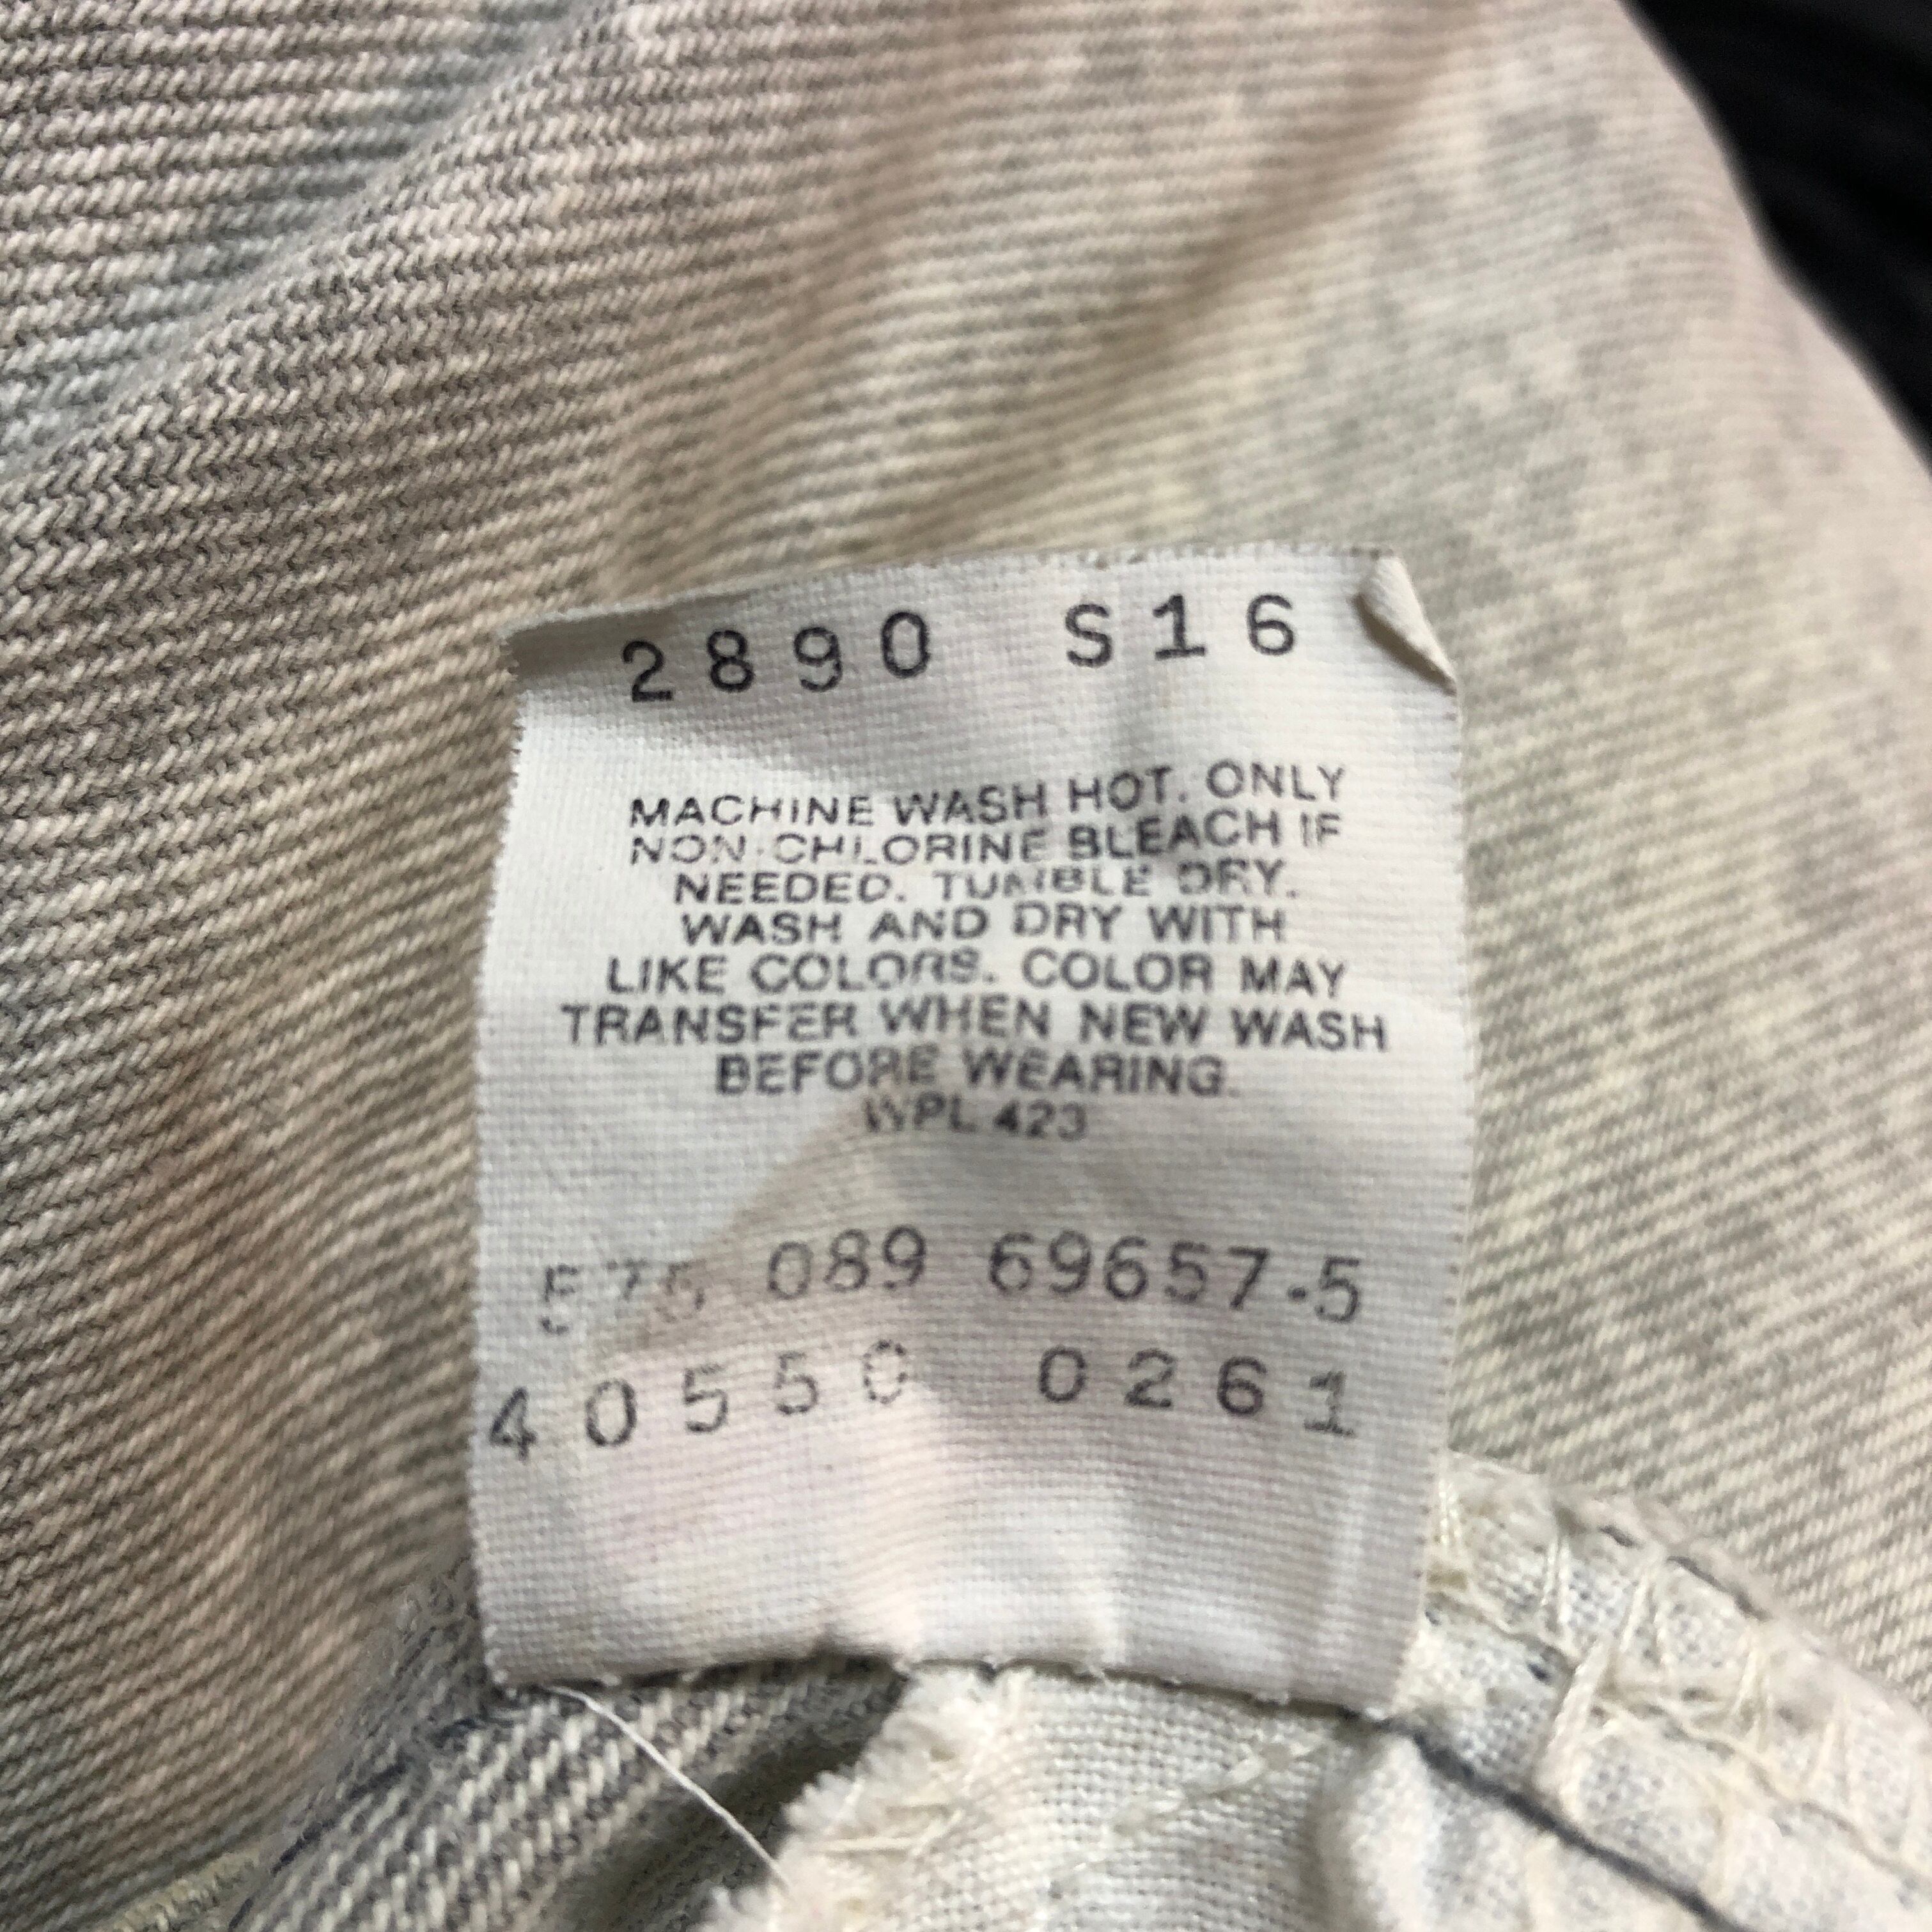 2890 S16
MACHINE WASH HOT. ONLY
NON-CHLORINE BLEACH IF
NEEDED. TUMBLE DRY.
WASH AND DRY WITH
LIKE COLORS. COLOR MAY
TRANSFER WHEN NEW WASH
BEFORE WEARING.
WPL 423
575 089 69657-5
40550 0261